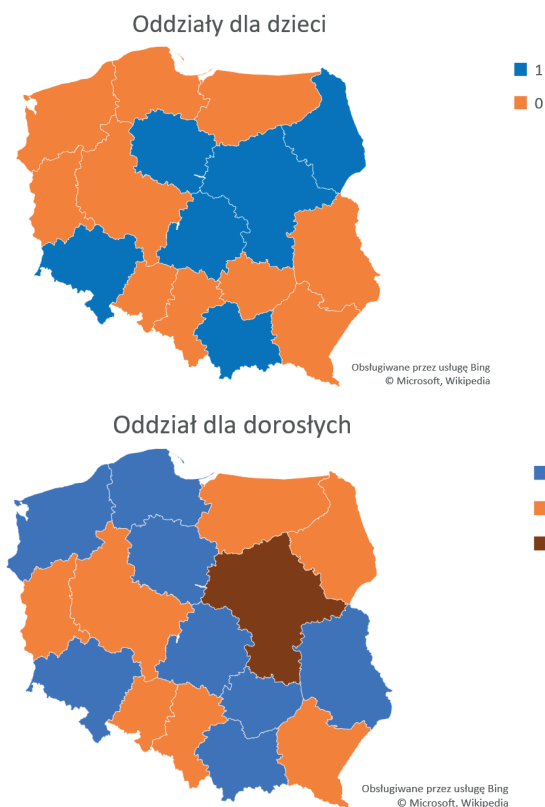 Oddziały dla dzieci
1
0
Obsługiwane przez usługę Bing
© Microsoft, Wikipedia
Oddział dla dorosłych
Obsługiwane przez usługę Bing
© Microsoft, Wikipedia